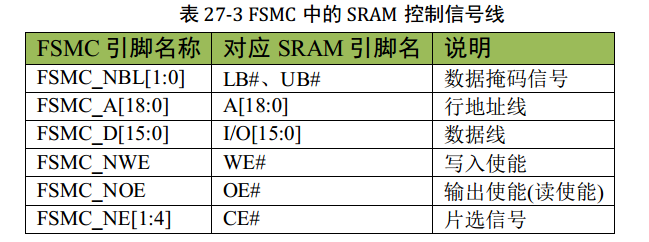 表 27-3 FSMC 中的 SRAM 控制信号线
FSMC 引脚名称 对应 SRAM 引脚名 说明
FSMC_NBL[1:0] LB#、UB# 数据掩码信号
FSMC_A[18:0] A[18:0] 行地址线
FSMC_D[15:0] I/O[15:0] 数据线
FSMC_NWE WE# 写入使能
FSMC_NOE OE# 输出使能(读使能)
FSMC_NE[1:4] CE# 片选信号